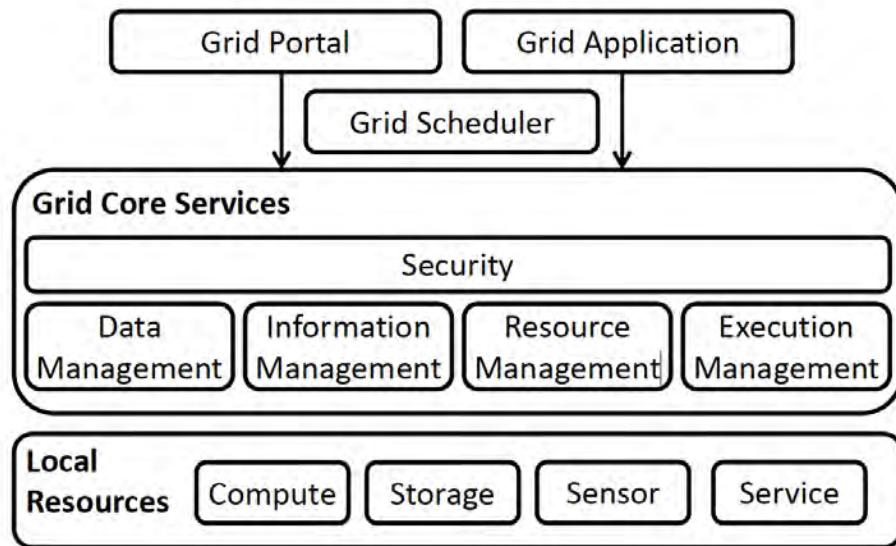 Grid Portal
Grid Application
Grid Scheduler
Grid Core Services
Security
Data
Management
Information
Management
Resource
Management
Execution
Management
Local
Resources
Compute
Storage
Sensor
Service